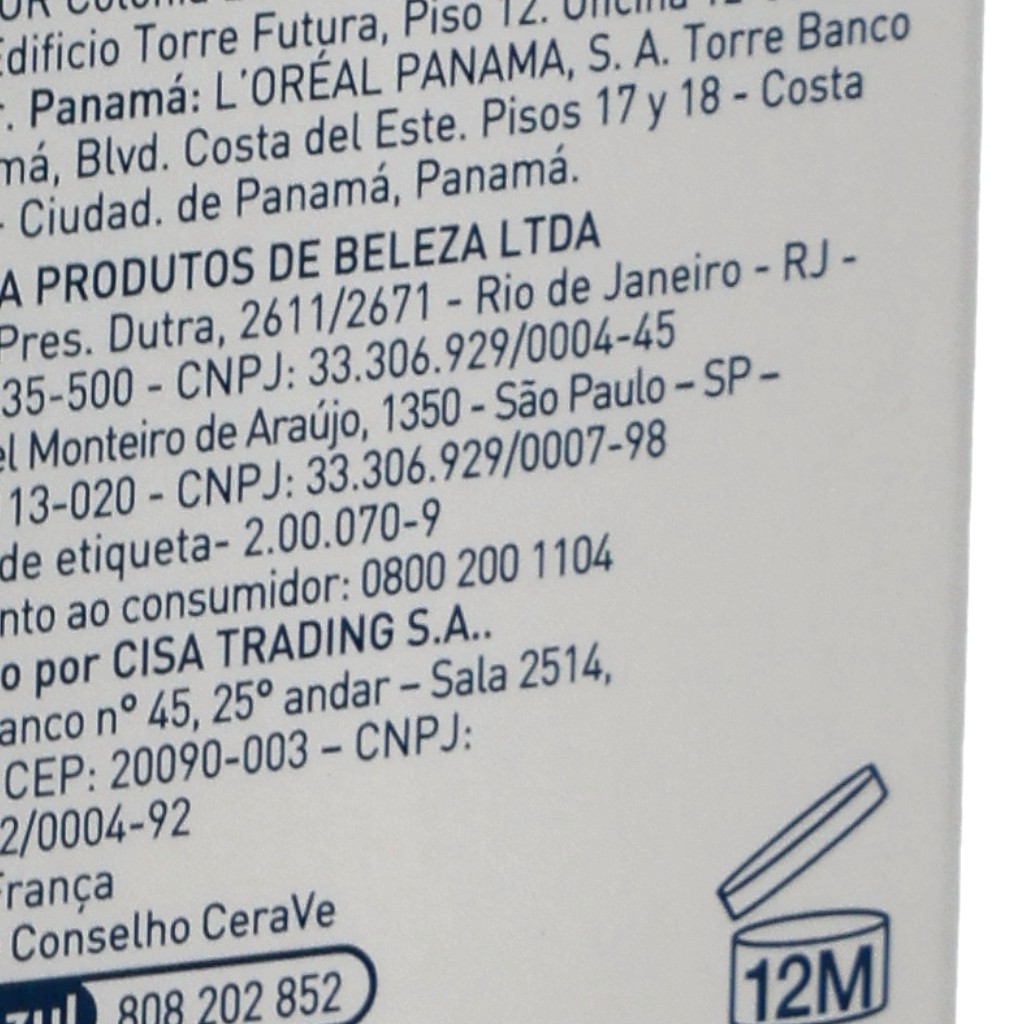 Edificio Torre Futura, Piso 12.
Panamá: L'ORÉAL PANAMA, S. A. Torre Banco
má, Blvd. Costa del Este. Pisos 17 y 18 - Costa
- Ciudad. de Panamá, Panamá.
A PRODUTOS DE BELEZA LTDA
Pres. Dutra, 2611/2671 - Rio de Janeiro - RJ -
35-500 - CNPJ: 33.306.929/0004-45
el Monteiro de Araújo, 1350 - São Paulo – SP –
13-020 - CNPJ: 33.306.929/0007-98
de etiqueta- 2.00.070-9
nto ao consumidor: 0800 200 1104
o por CISA TRADING S.A..
anco nº 45, 25º andar – Sala 2514,
CEP: 20090-003 – CNPJ:
2/0004-92
França
Conselho CeraVe
808 202 852
12M